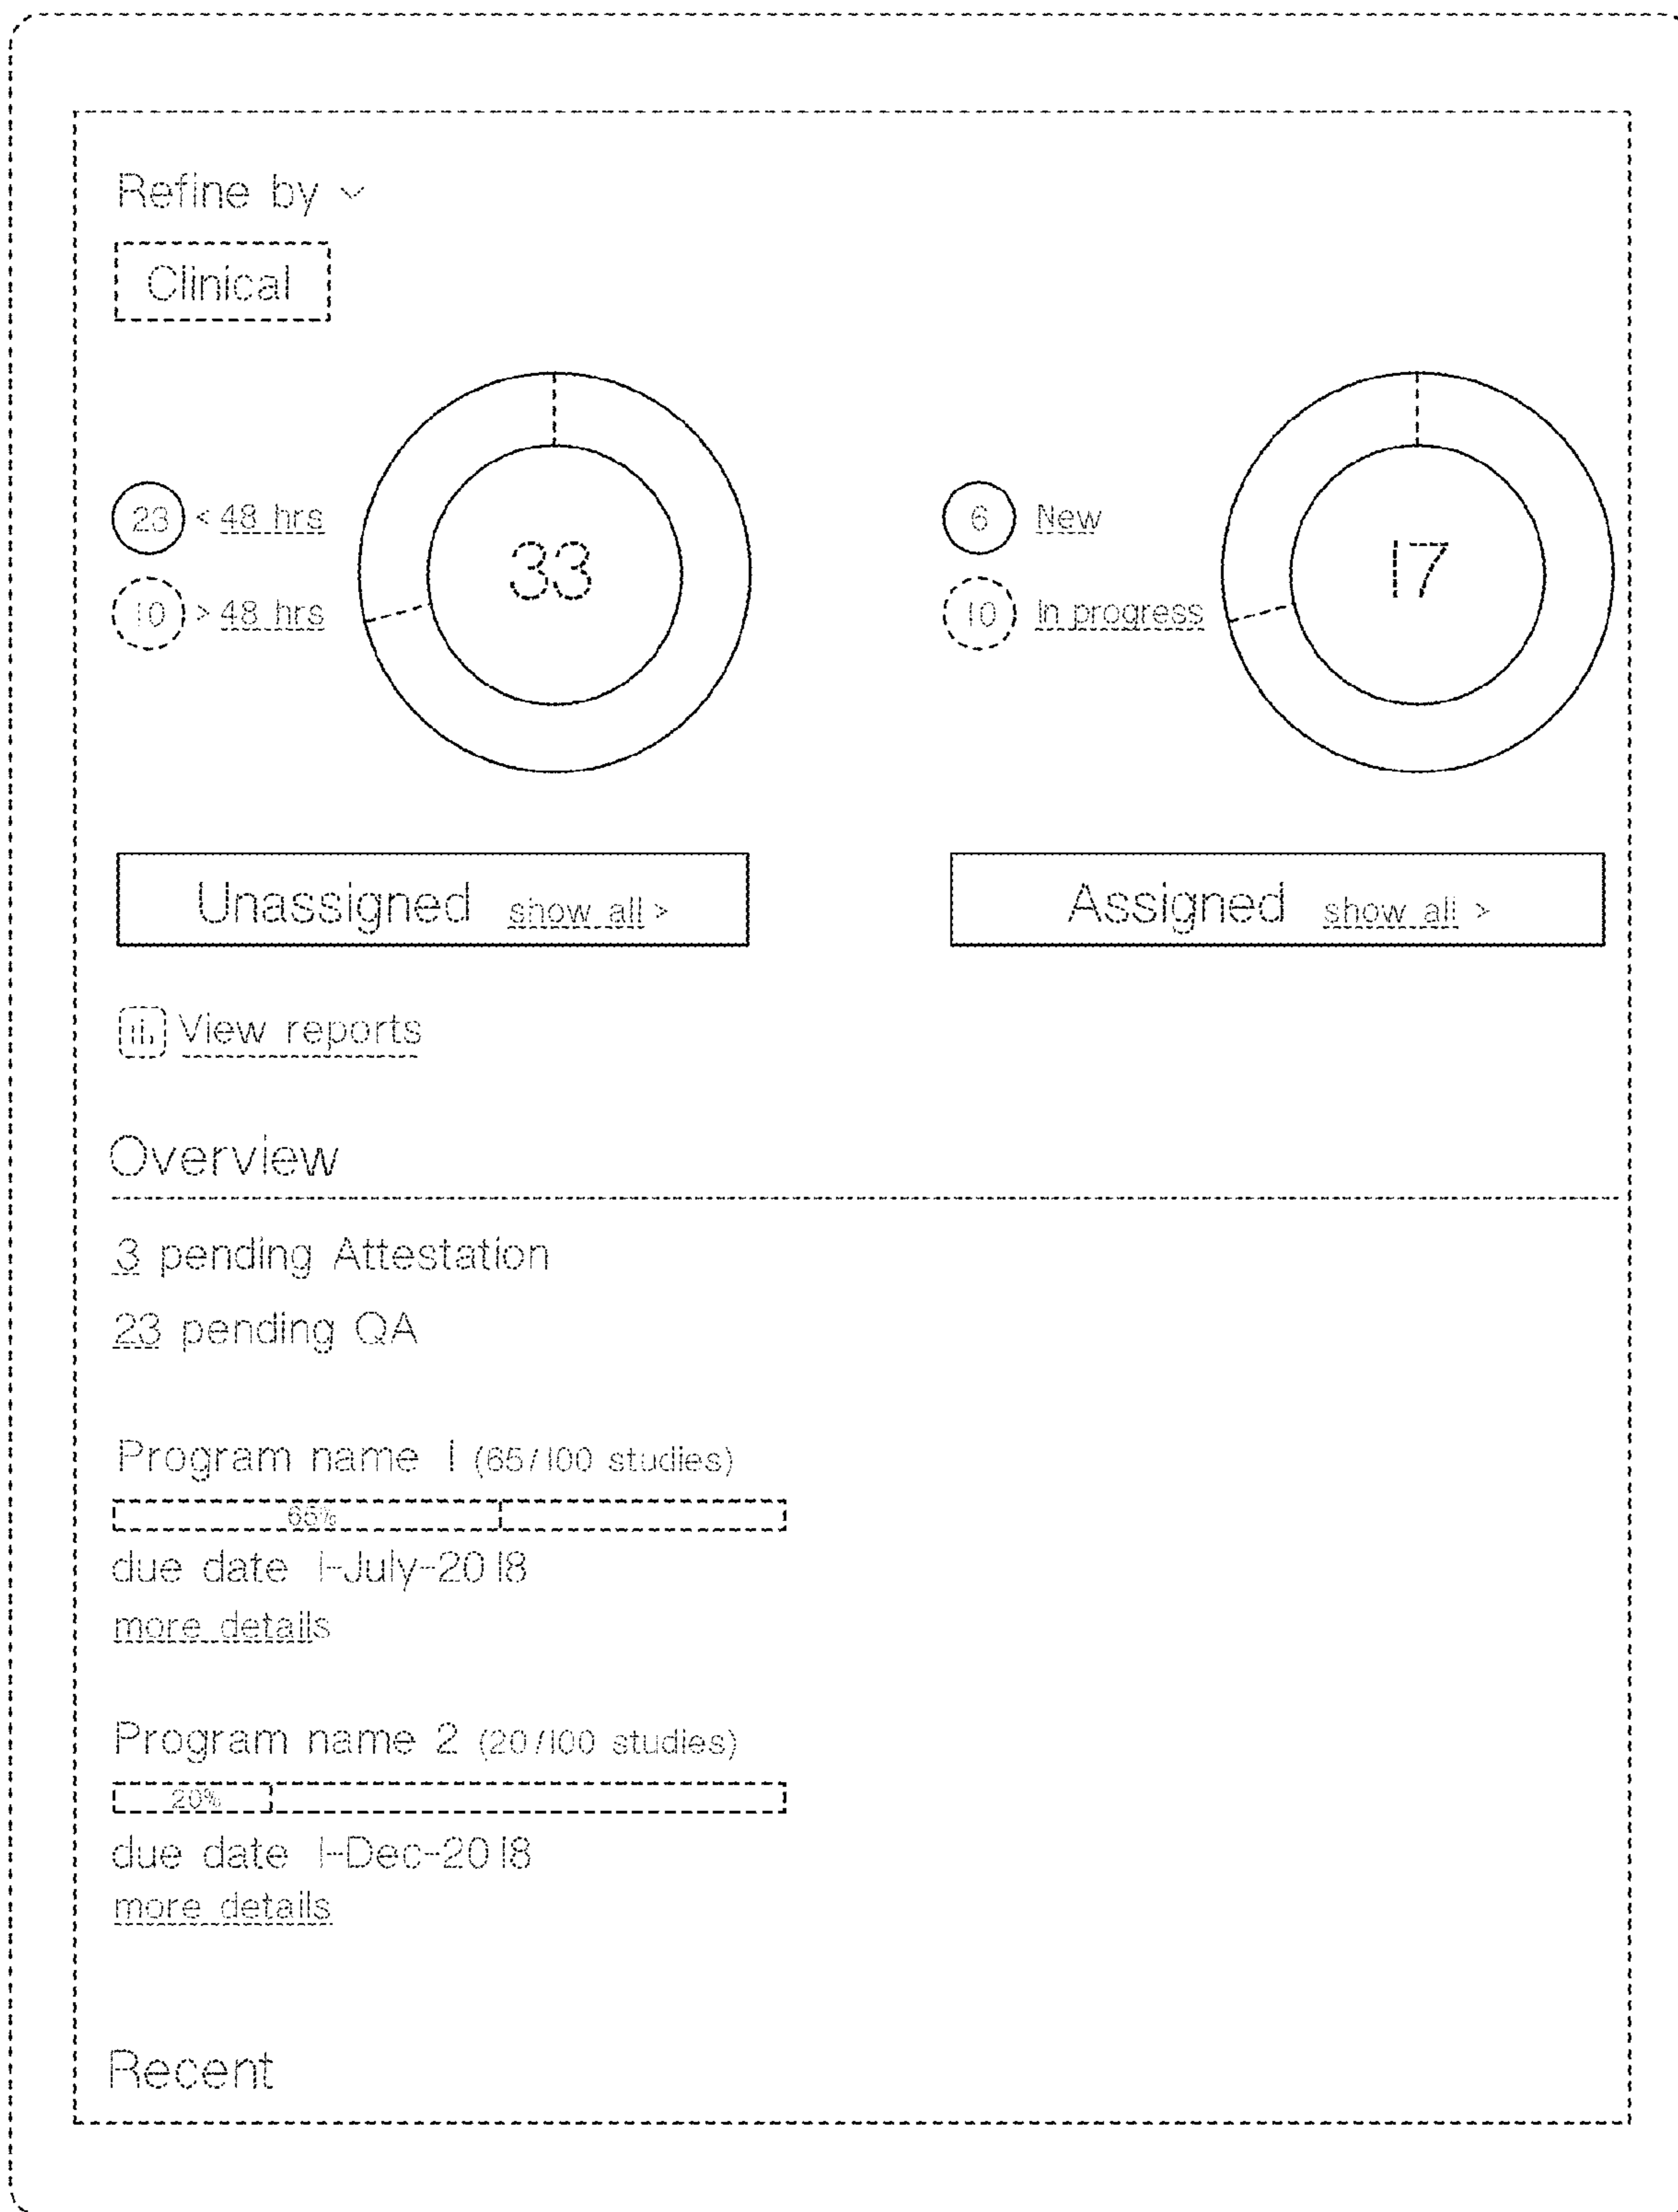 Refine by
Clinical
23 < 48 hrs
10 > 48 hrs
33
6 New
10 In progress
17
Unassigned show all >
Assigned show all >
View reports
Overview
3 pending Attestation
23 pending QA
Program name 1 (65/100 studies)
65%
due date 1-July-2018
more details
Program name 2 (20/100 studies)
20%
due date 1-Dec-2018
more details
Recent